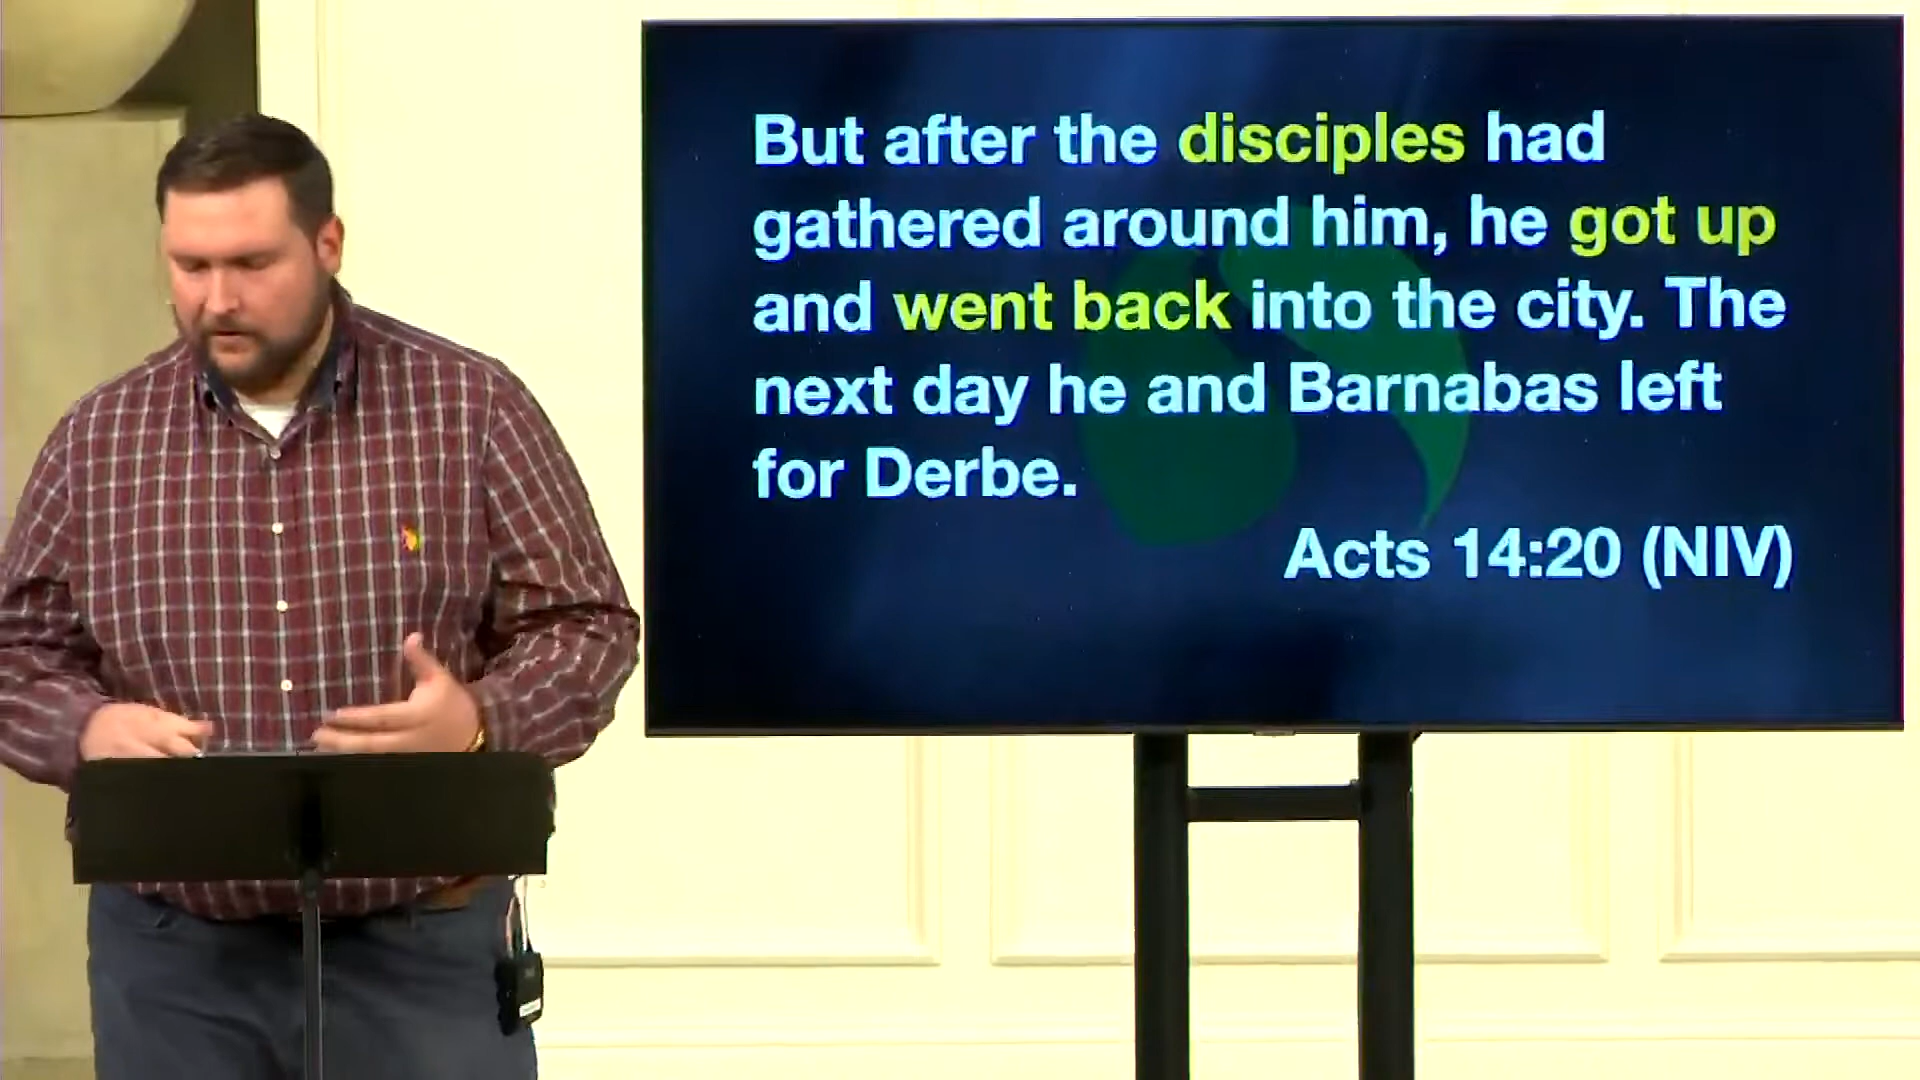 But after the disciples had
gathered around him, he got up
and went back into the city. The
next day he and Barnabas left
for Derbe.
Acts 14:20 (NIV)